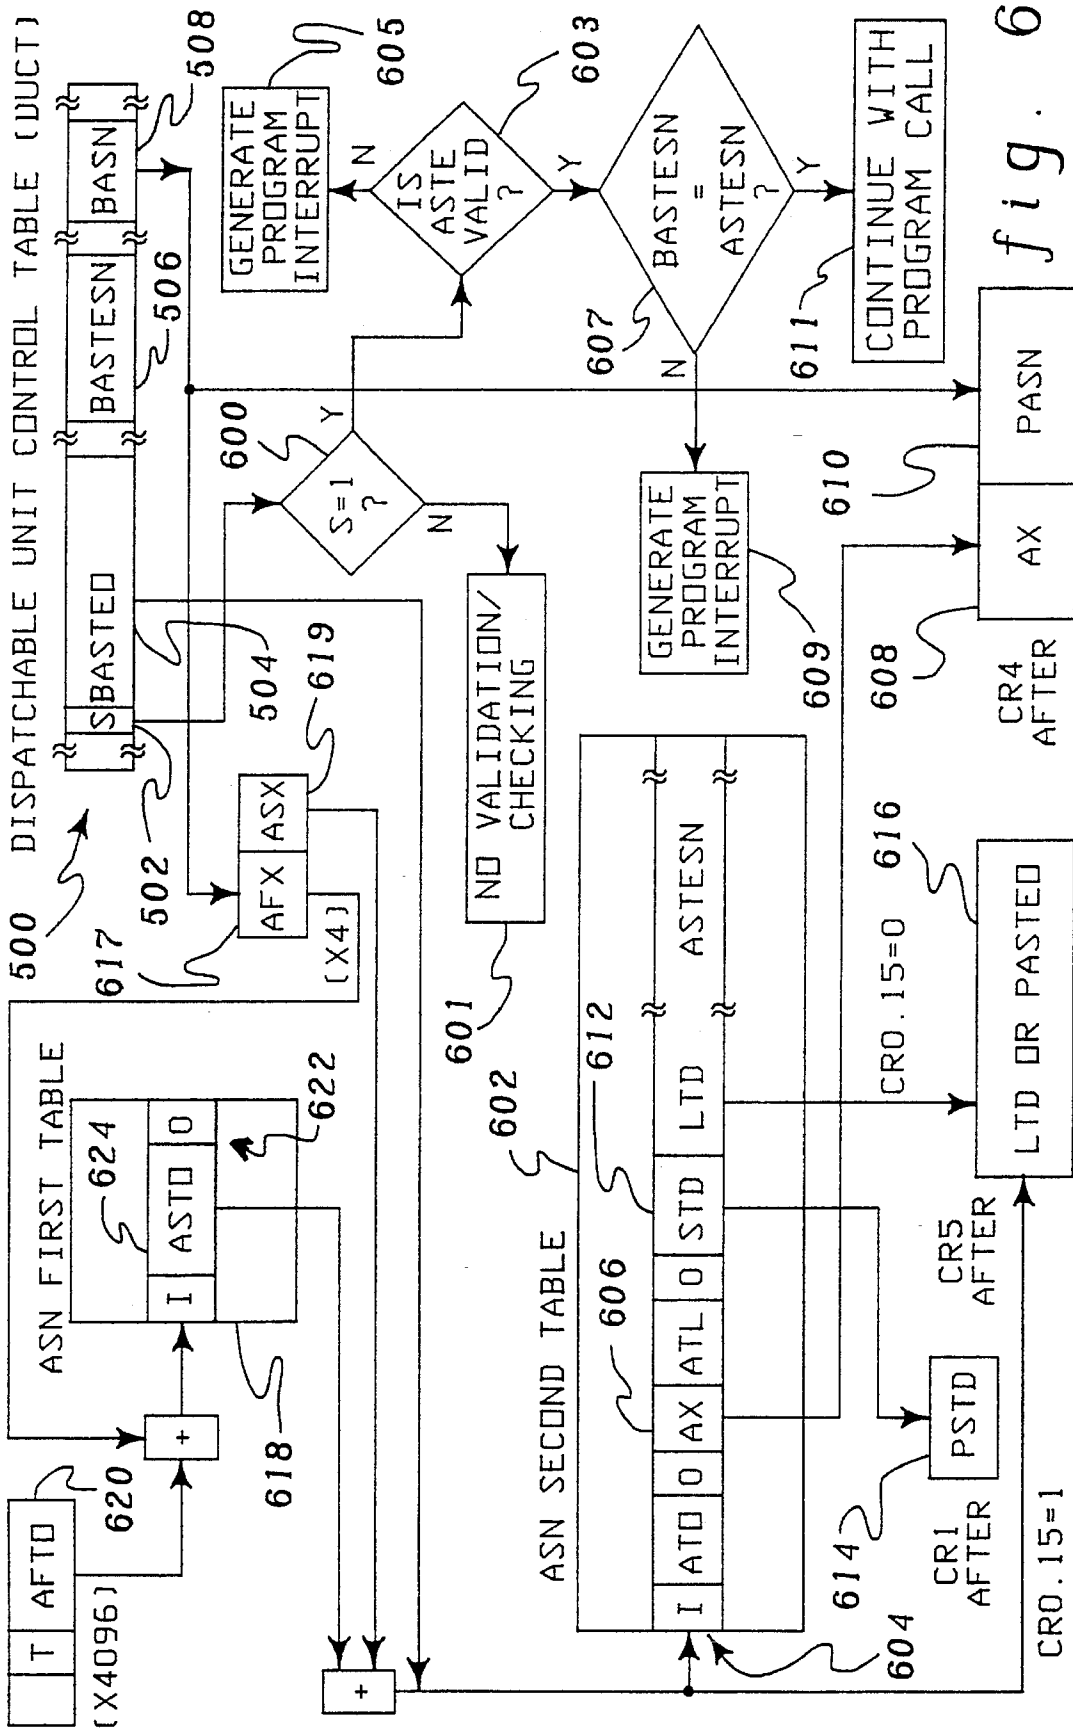 500
DISPATCHABLE UNIT CONTROL TABLE (DUCT)
S BASTEO
BASTESN
BASN
502
504
506
508
T AFTO
(X4096)
620
+
ASN FIRST TABLE
I ASTO 0
624
622
618
617
AFX ASX
619
(X4)
+
S=1
?
600
Y
N
NO VALIDATION/
CHECKING
601
IS
ASTE
VALID
?
603
N
Y
GENERATE
PROGRAM
INTERRUPT
605
BASTESN
=
ASTESN
?
607
N
Y
GENERATE
PROGRAM
INTERRUPT
609
CONTINUE WITH
PROGRAM CALL
611
ASN SECOND TABLE
602
I ATO 0 AX ATL 0 STD LTD ASTESN
604
606
612
CR1
AFTER
PSTD
614
CR5
AFTER
LTD OR PASTEO
616
CR0.15=0
CR0.15=1
CR4
AFTER
AX PASN
608
610
fig. 6